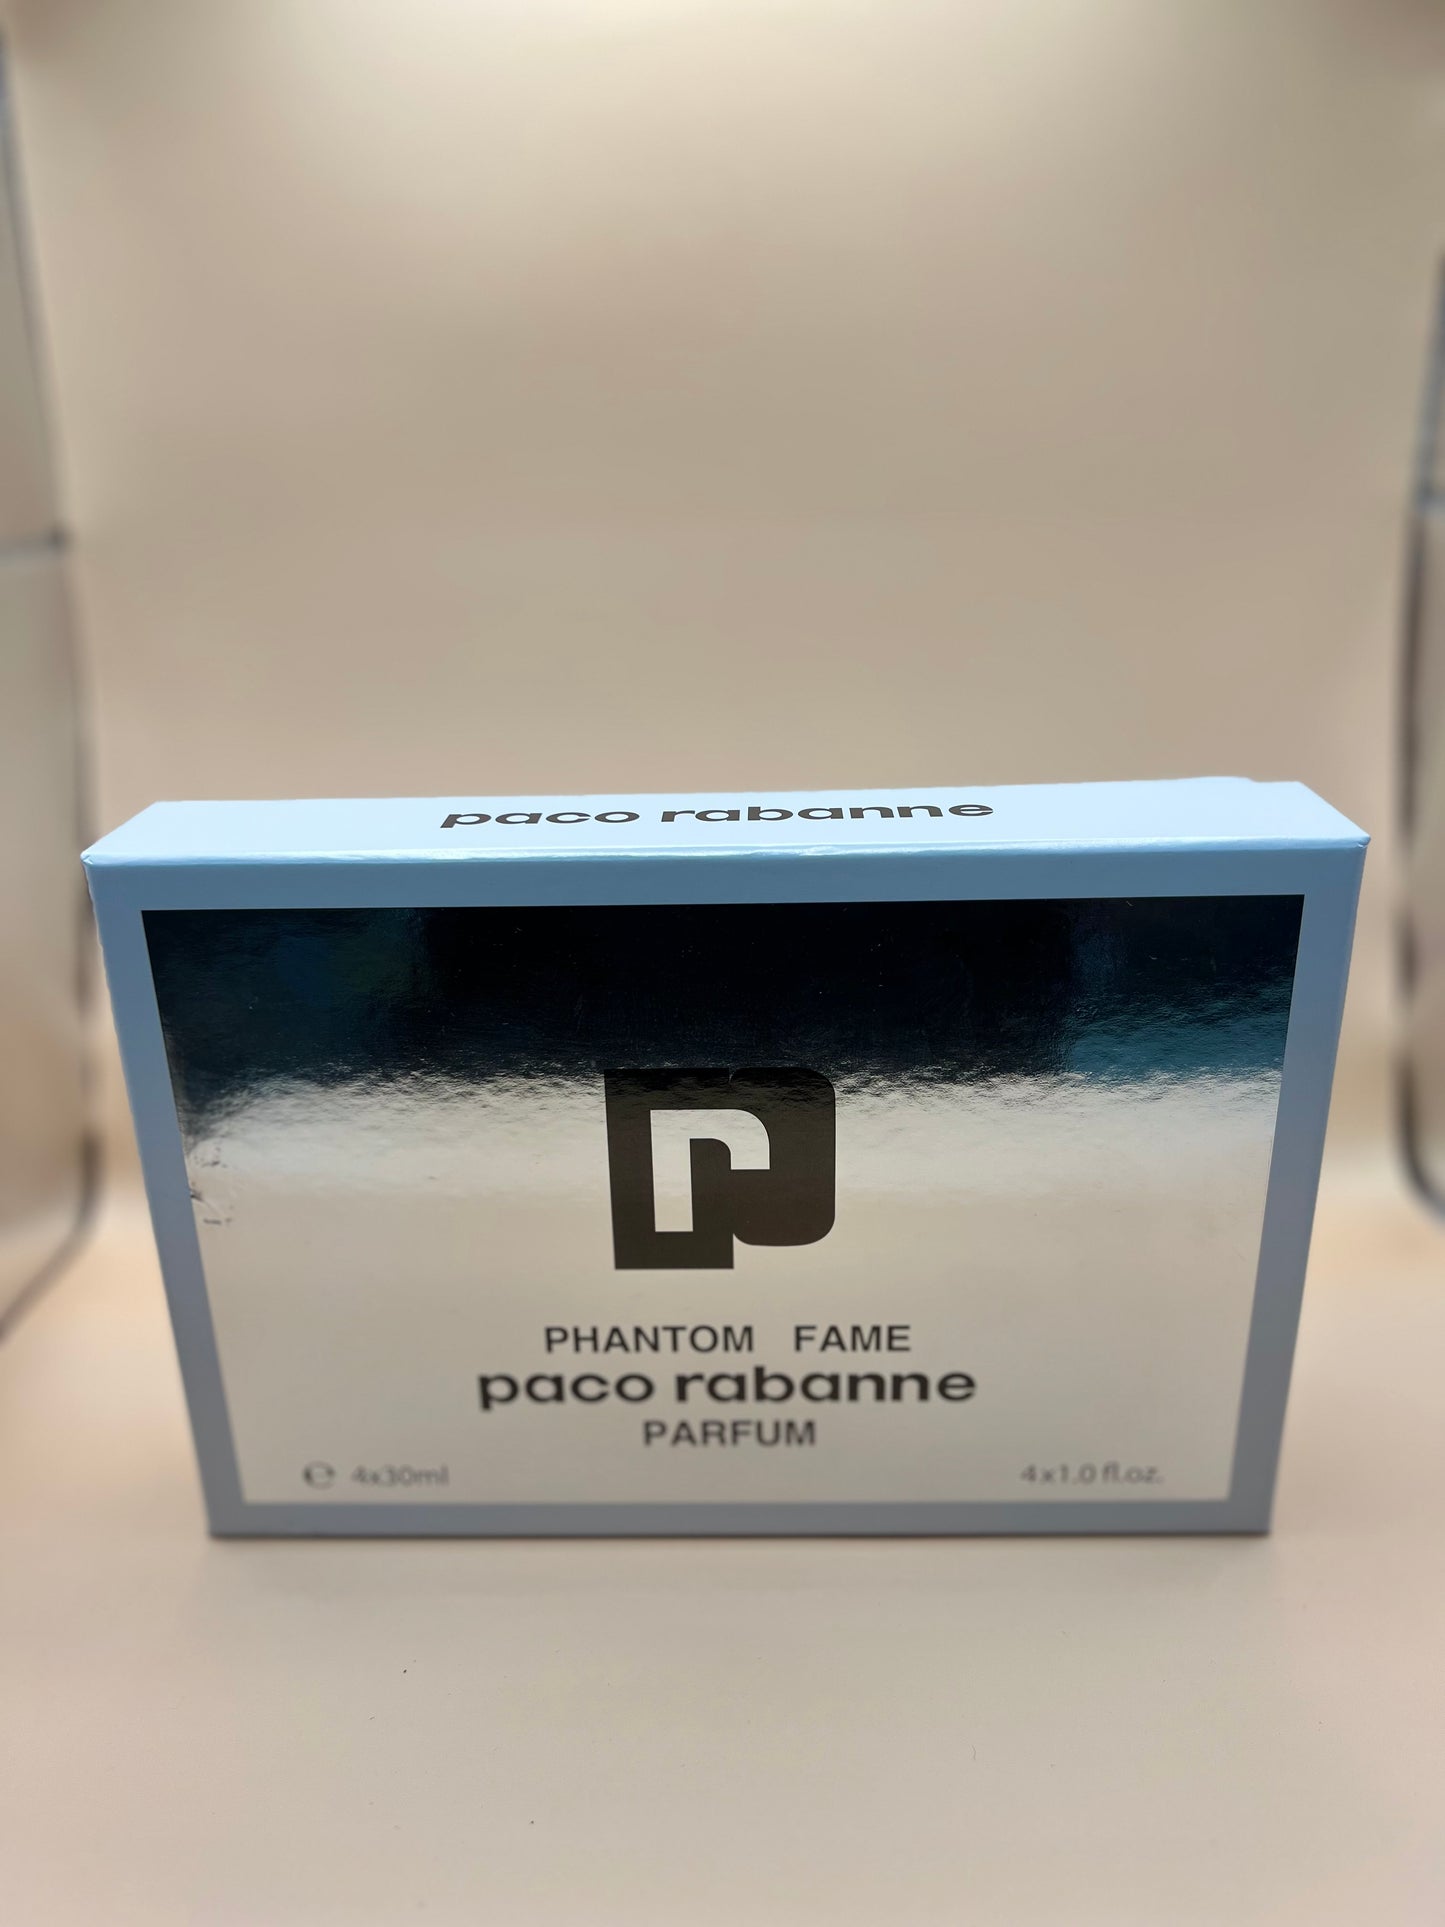 paco rabanne
PHANTOM FAME
paco rabanne
PARFUM
℮ 4x30ml
4x1.0 fl.oz.